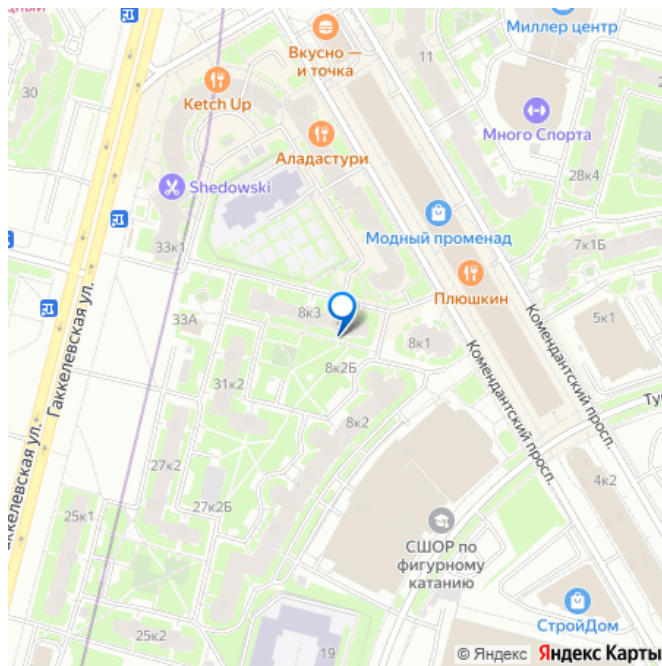 Миллер центр
Вкусно —
и точка
11
30
Ketch Up
Много Спорта
Аладастури
28к4
Shedowski
Модный променад
33к1
7к1Б
Плюшкин
Гаккелевская ул.
8к3
33А
5к1
Комендантский просп.
Комендантский просп.
8к1
8к2Б
31к2
Ту
8к2
27к2
4к2
27к2Б
25к1
СШОР по
фигурному
катанию
СтройДом
25к2
19
© Яндекс Яндекс Карты